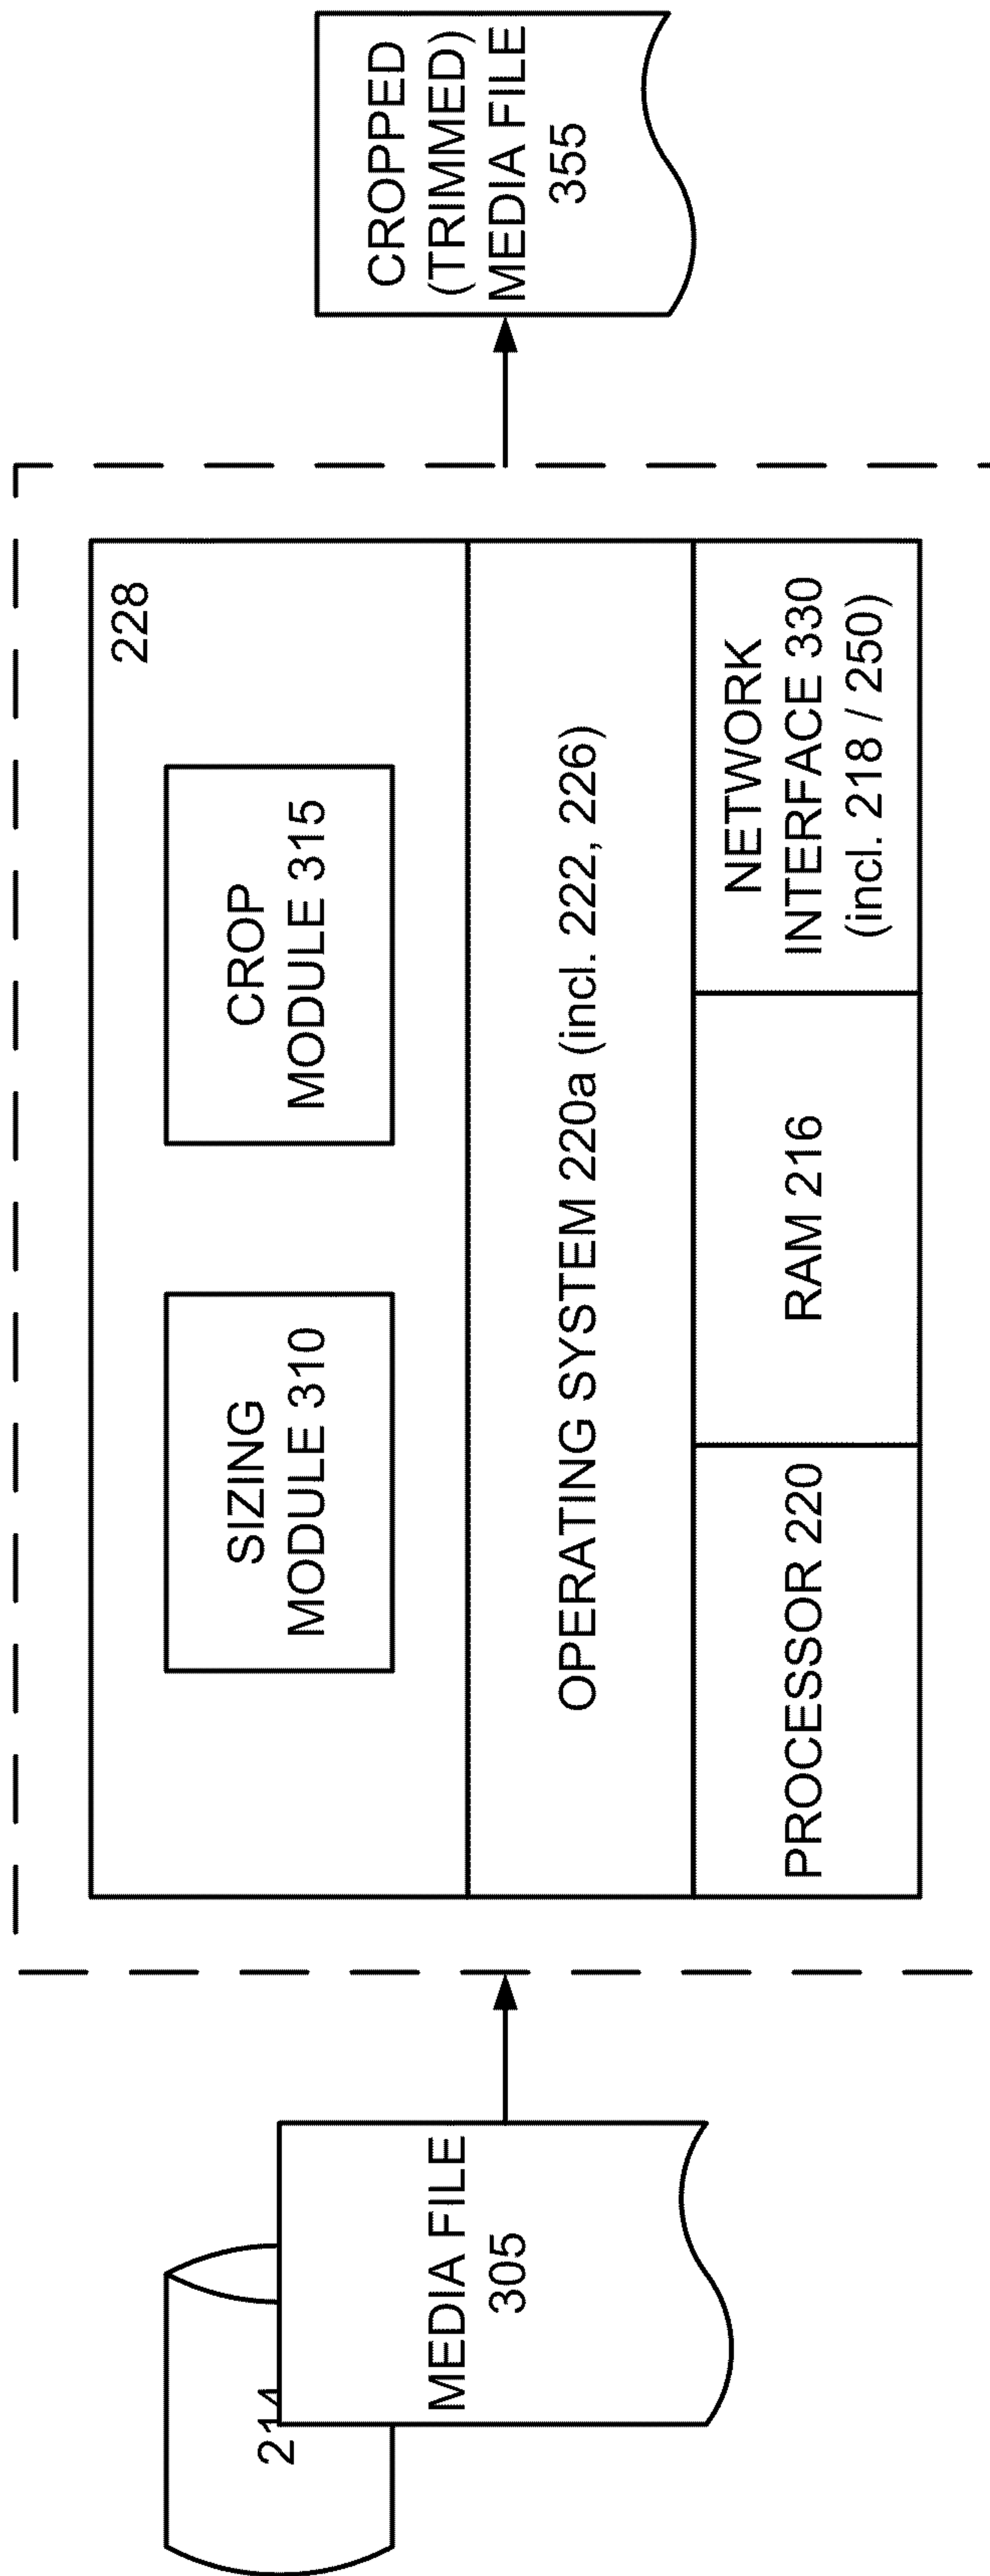 214
MEDIA FILE
305
228
SIZING
MODULE 310
CROP
MODULE 315
OPERATING SYSTEM 220a (incl. 222, 226)
PROCESSOR 220
RAM 216
NETWORK
INTERFACE 330
(incl. 218 / 250)
CROPPED
(TRIMMED)
MEDIA FILE
355